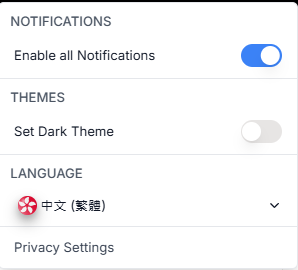 NOTIFICATIONS
Enable all Notifications
THEMES
Set Dark Theme
LANGUAGE
中文 (繁體)
Privacy Settings